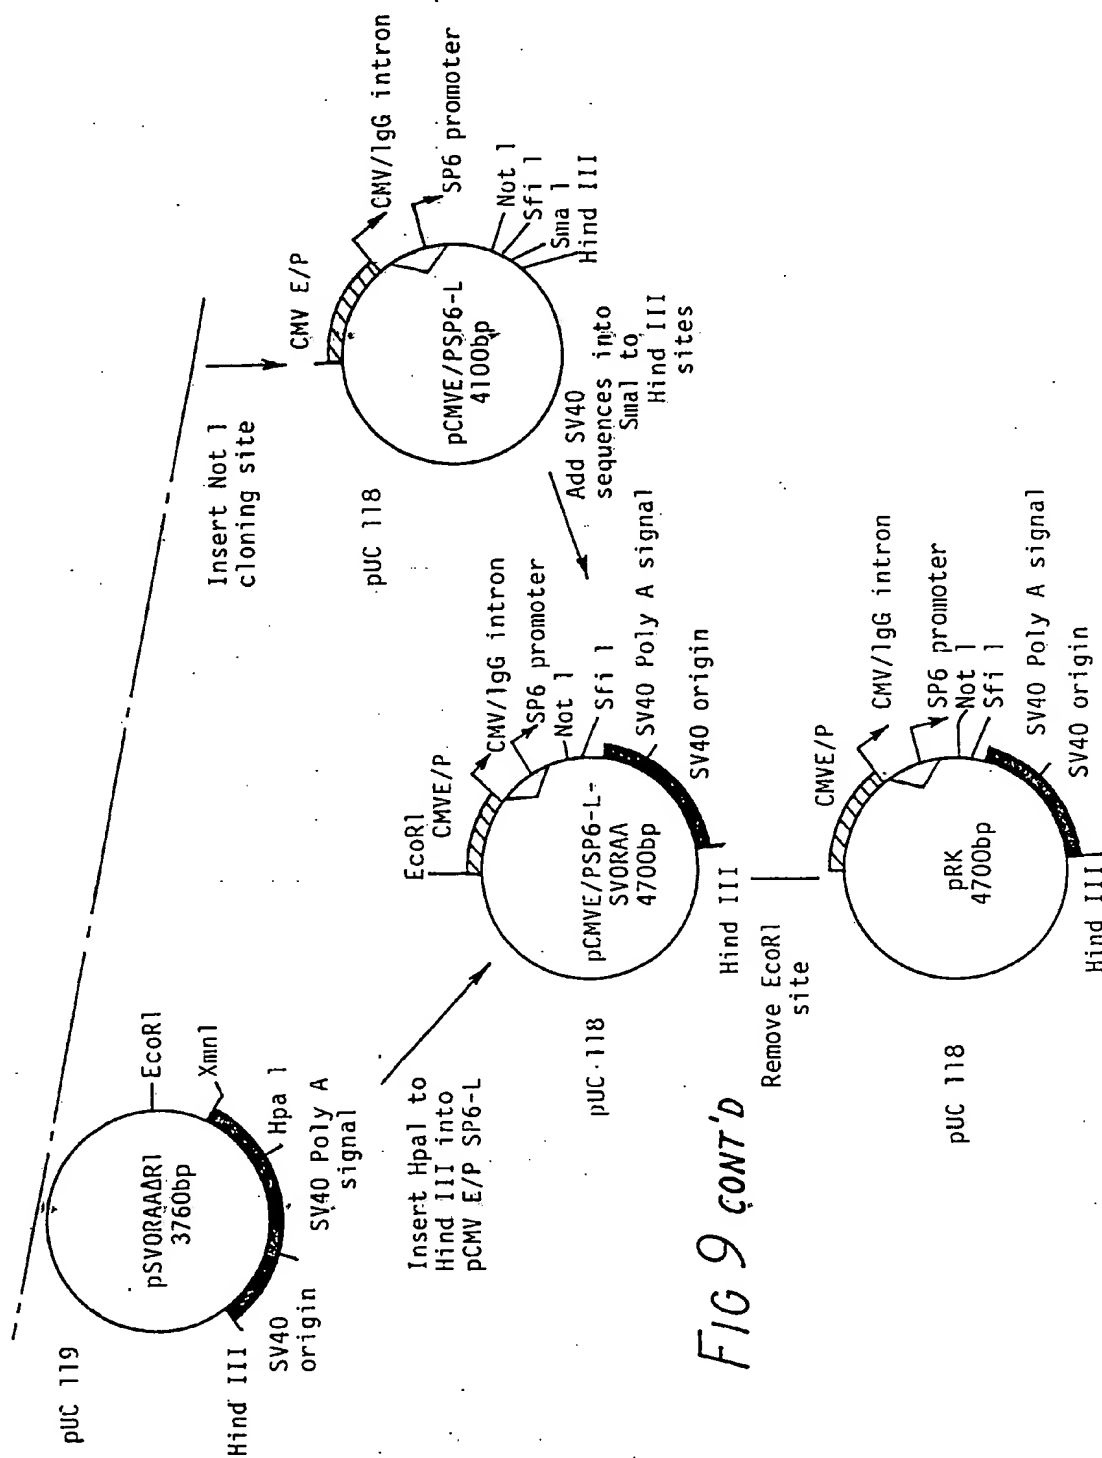 pUC 119
pSVORAAΔR1
3760bp
EcoR1
Xmn1
Hpa 1
SV40 Poly A
signal
SV40
origin
Hind III
Insert Not 1
cloning site
CMV E/P
CMV/1gG intron
SP6 promoter
Not 1
Sfi 1
Sma 1
Hind III
pCMVE/PSP6-L
4100bp
pUC 118
Insert Hpa1 to
Hind III into
pCMV E/P SP6-L
Add SV40
sequences into
Sma1 to
Hind III
sites
EcoR1
CMVE/P
CMV/1gG intron
SP6 promoter
Not 1
Sfi 1
SV40 Poly A signal
SV40 origin
Hind III
pCMVE/PSP6-L-
SVORAA
4700bp
pUC 118
Remove EcoR1
site
CMVE/P
CMV/1gG intron
SP6 promoter
Not 1
Sfi 1
SV40 Poly A signal
SV40 origin
Hind III
pRK
4700bp
pUC 118
FIG 9 CONT'D